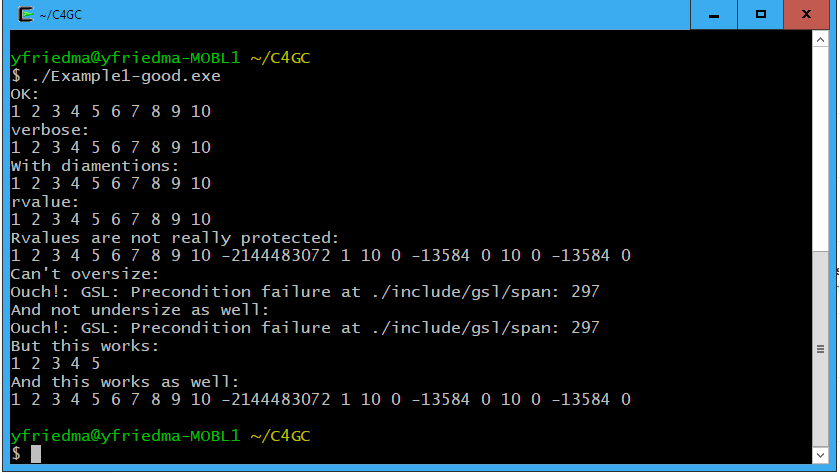 ~/C4GC
yfriedma@yfriedma-MOBL1 ~/C4GC
$ ./Example1-good.exe
OK:
1 2 3 4 5 6 7 8 9 10
verbose:
1 2 3 4 5 6 7 8 9 10
With diamentions:
1 2 3 4 5 6 7 8 9 10
rvalue:
1 2 3 4 5 6 7 8 9 10
Rvalues are not really protected:
1 2 3 4 5 6 7 8 9 10 -2144483072 1 10 0 -13584 0 10 0 -13584 0
Can't oversize:
Ouch!: GSL: Precondition failure at ./include/gsl/span: 297
And not undersize as well:
Ouch!: GSL: Precondition failure at ./include/gsl/span: 297
But this works:
1 2 3 4 5
And this works as well:
1 2 3 4 5 6 7 8 9 10 -2144483072 1 10 0 -13584 0 10 0 -13584 0
yfriedma@yfriedma-MOBL1 ~/C4GC
$